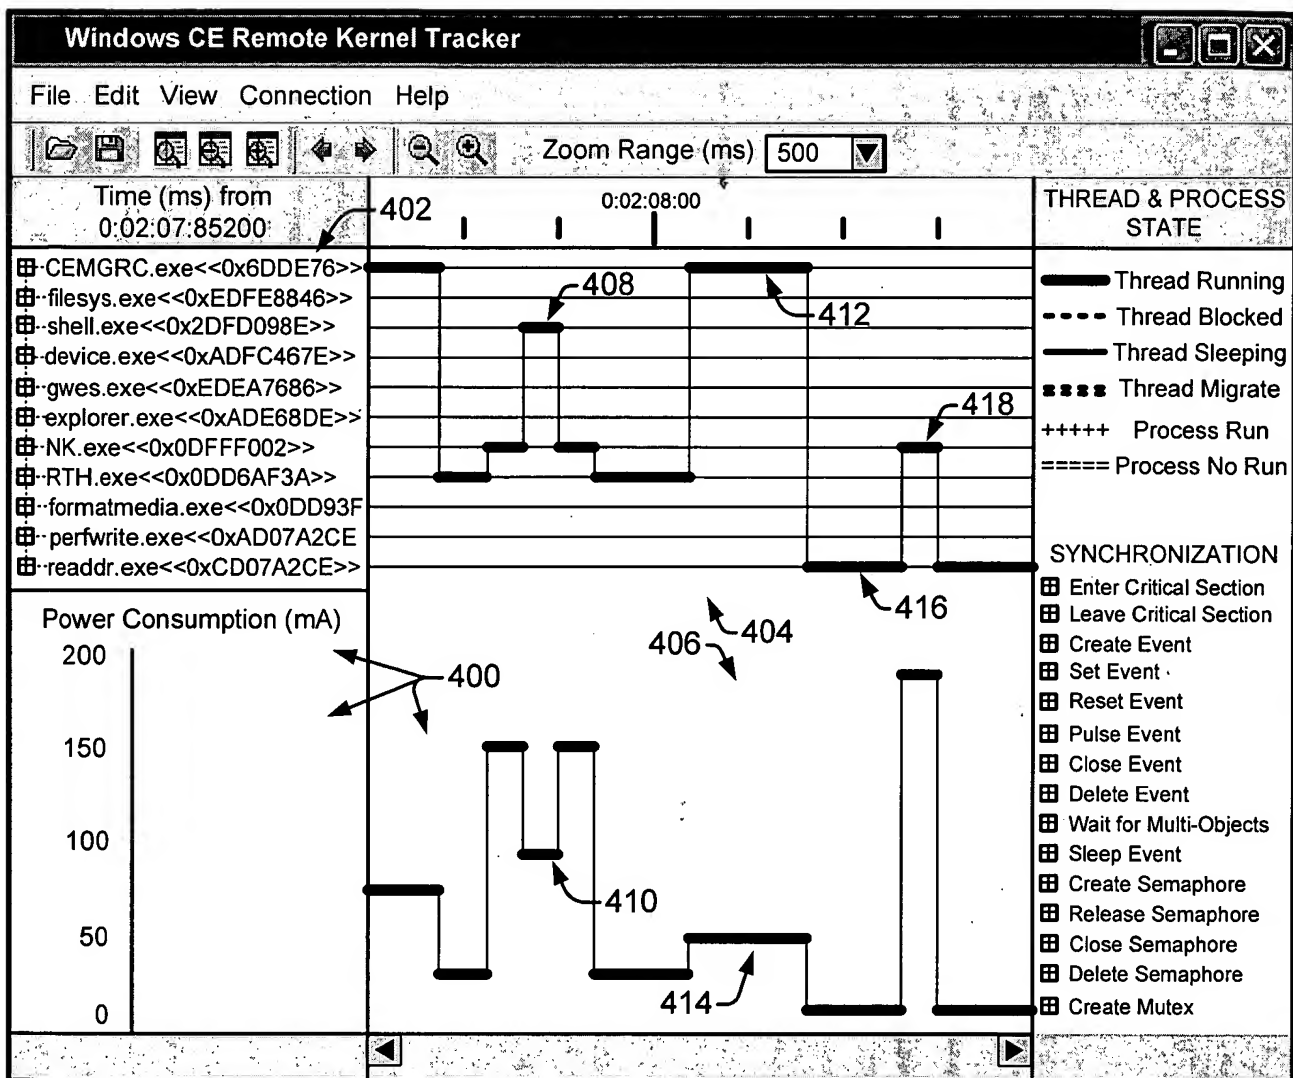 Windows CE Remote Kernel Tracker
File Edit View Connection Help
Zoom Range (ms) 500
Time (ms) from
0:02:07:85200
402
0:02:08:00
THREAD & PROCESS
STATE
CEMGRC.exe<<0x6DDE76>>
filesys.exe<<0xEDFE8846>>
shell.exe<<0x2DFD098E>>
device.exe<<0xADFC467E>>
gwes.exe<<0xEDEA7686>>
explorer.exe<<0xADE68DE>>
NK.exe<<0x0DFFF002>>
RTH.exe<<0x0DD6AF3A>>
formatmedia.exe<<0x0DD93F
perfwrite.exe<<0xAD07A2CE
readdr.exe<<0xCD07A2CE>>
408
412
418
416
404
406
Thread Running
Thread Blocked
Thread Sleeping
Thread Migrate
+++++ Process Run
===== Process No Run
SYNCHRONIZATION
Enter Critical Section
Leave Critical Section
Create Event
Set Event
Reset Event
Pulse Event
Close Event
Delete Event
Wait for Multi-Objects
Sleep Event
Create Semaphore
Release Semaphore
Close Semaphore
Delete Semaphore
Create Mutex
Power Consumption (mA)
200
150
100
50
0
400
410
414